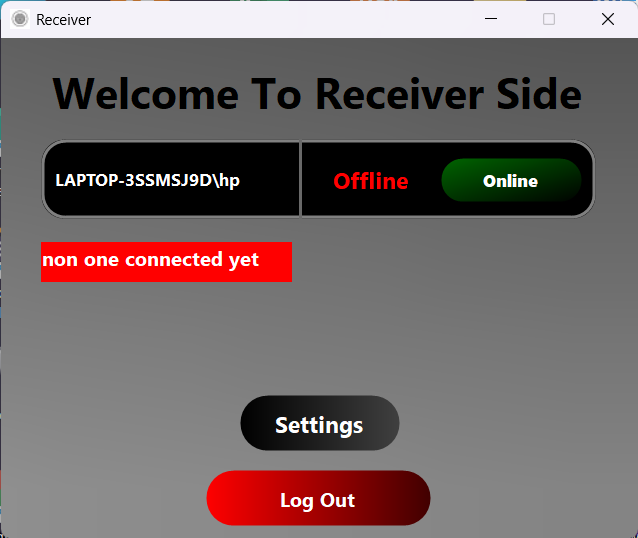 Receiver
Welcome To Receiver Side
LAPTOP-3SSMSJ9D\hp
Offline
Online
non one connected yet
Settings
Log Out